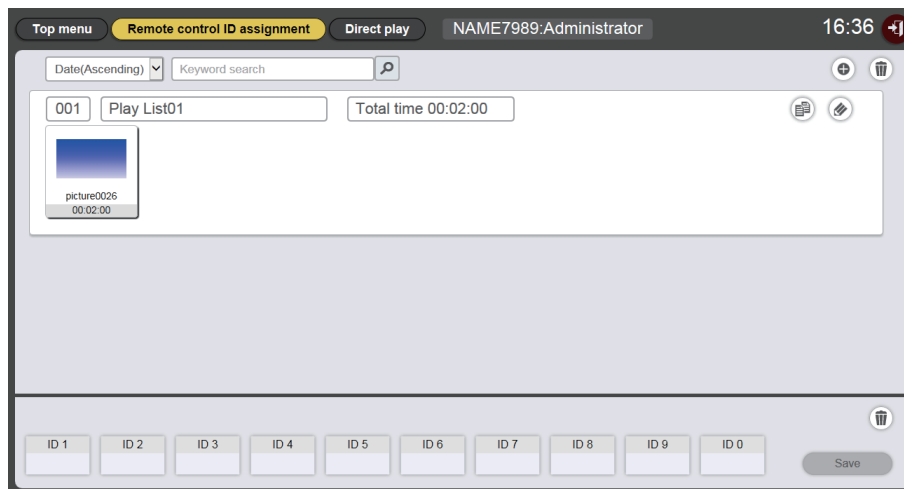 Top menu Remote control ID assignment Direct play NAME7989:Administrator 16:36
Date(Ascending) Keyword search
001 Play List01 Total time 00:02:00
picture0026
00:02:00
ID 1 ID 2 ID 3 ID 4 ID 5 ID 6 ID 7 ID 8 ID 9 ID 0
Save